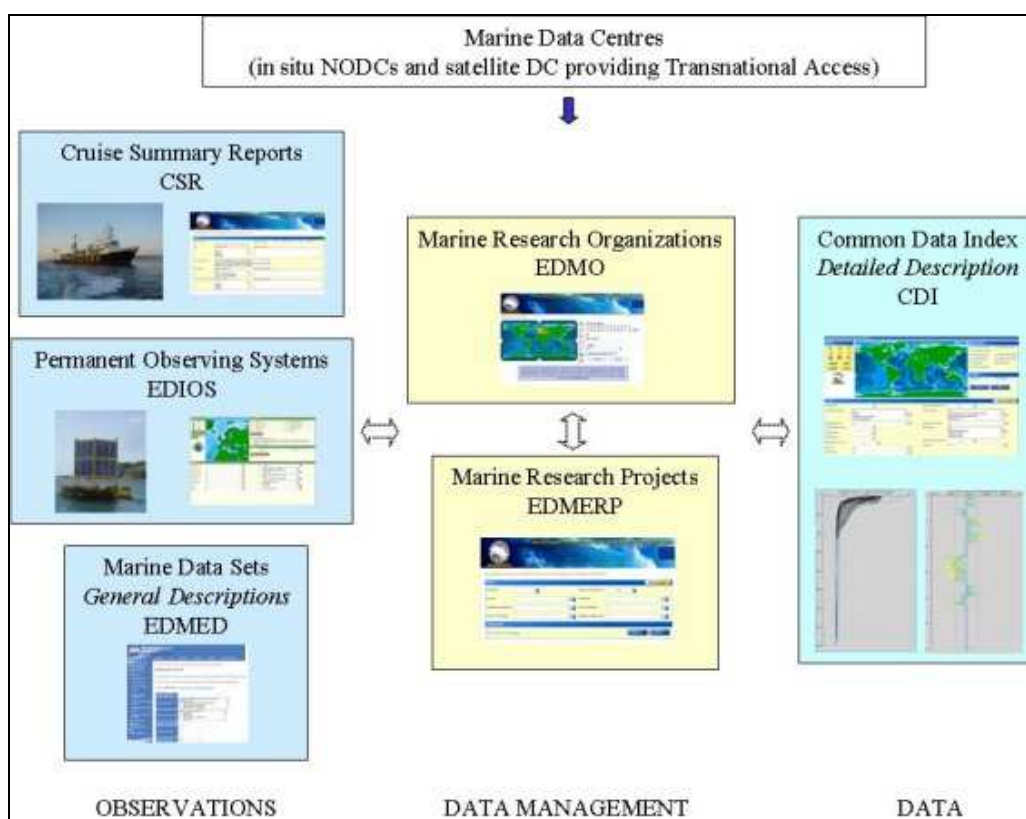 Marine Data Centres
(in situ NODCs and satellite DC providing Transnational Access)
Cruise Summary Reports
CSR
Permanent Observing Systems
EDIOS
Marine Data Sets
General Descriptions
EDMED
Marine Research Organizations
EDMO
Marine Research Projects
EDMERP
Common Data Index
Detailed Description
CDI
OBSERVATIONS
DATA MANAGEMENT
DATA